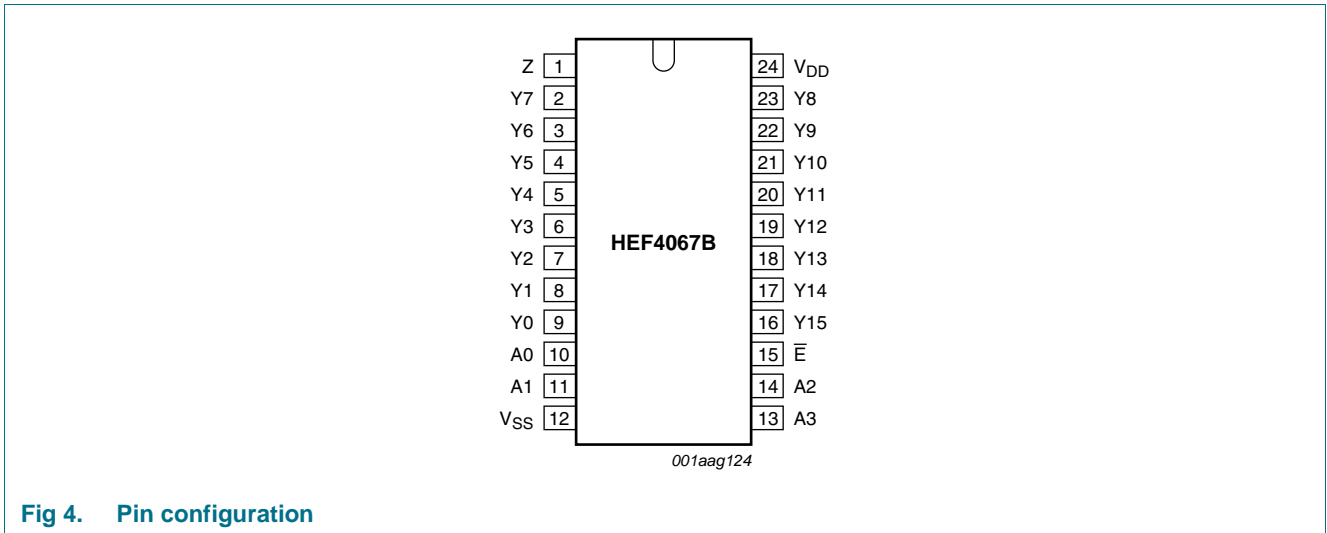 Z 1 24 VDD
Y7 2 23 Y8
Y6 3 22 Y9
Y5 4 21 Y10
Y4 5 20 Y11
Y3 6 19 Y12
HEF4067B
Y2 7 18 Y13
Y1 8 17 Y14
Y0 9 16 Y15
A0 10 15 E̅
A1 11 14 A2
VSS 12 13 A3
001aag124
Fig 4. Pin configuration